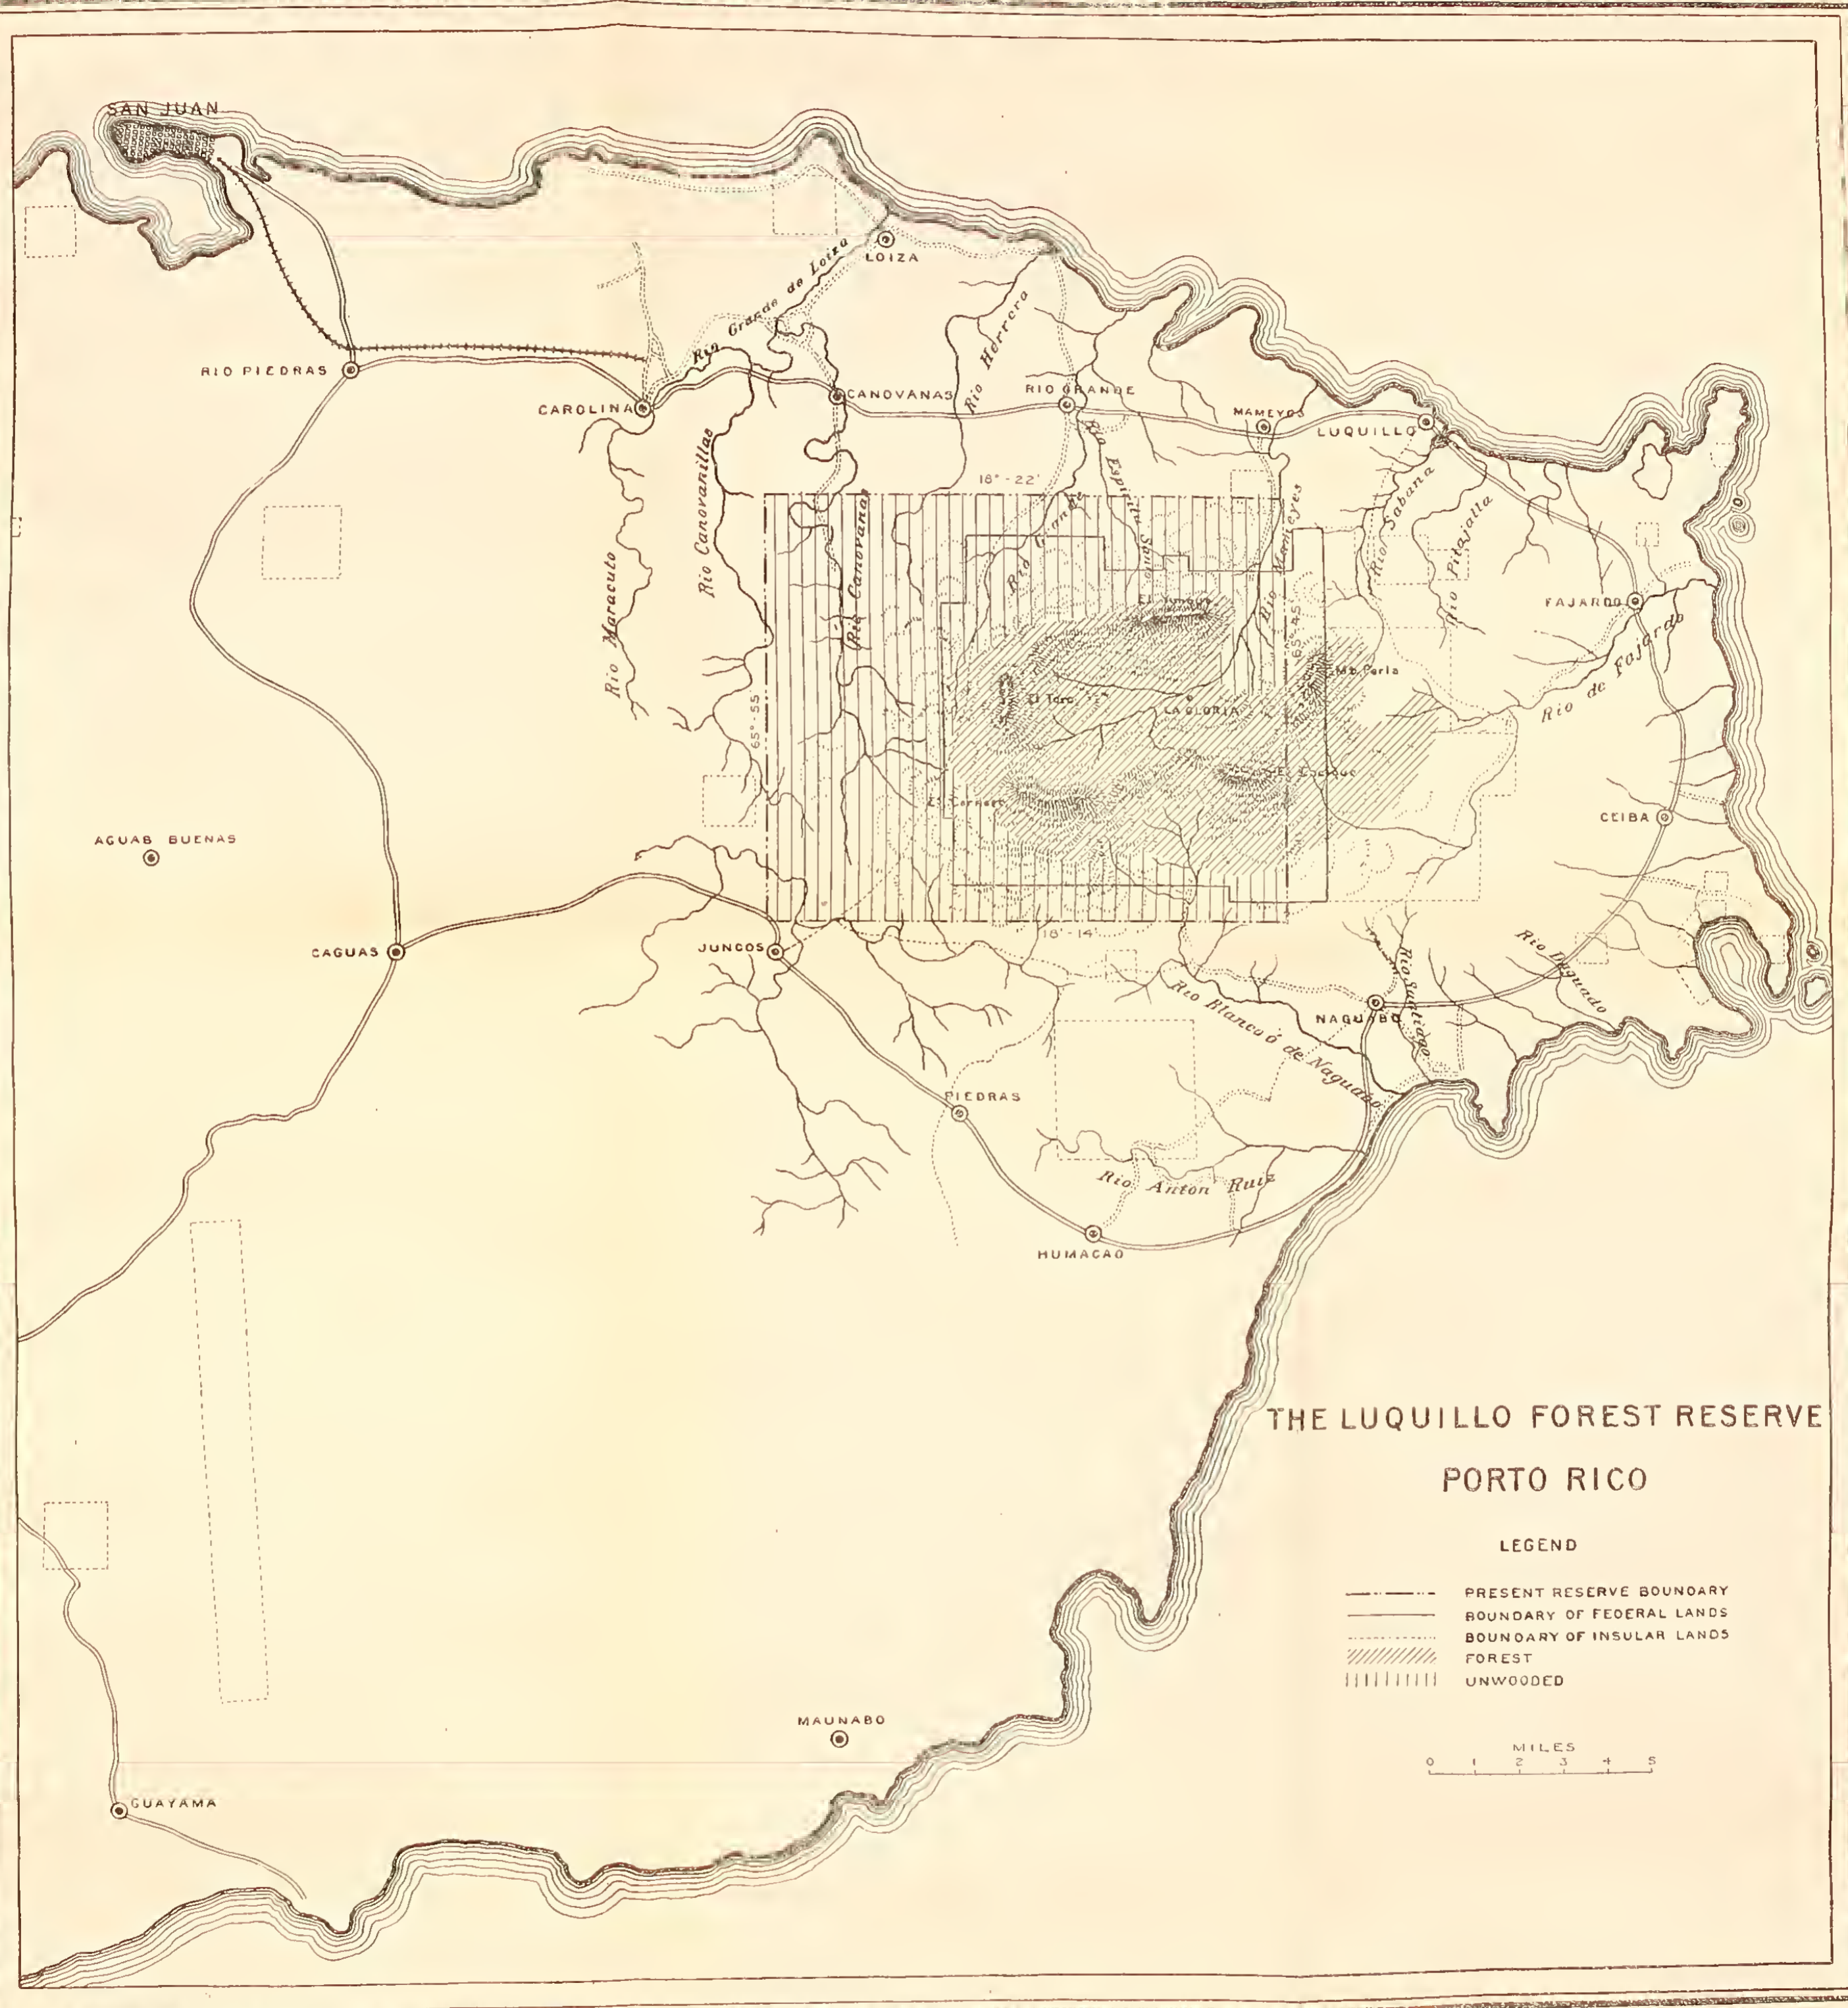 SAN JUAN
LOIZA
Rio Grande de Loiza
Rio Herrera
RIO PIEDRAS
CAROLINA
CANOVANAS
RIO GRANDE
MAMEYES
LUQUILLO
18° - 22'
Rio Maracuto
Rio Canovanillas
Rio Canovanas
Rio Grande
Rio Espiritu Santo
Rio Mameyes
Rio Sabana
Rio Pitajalla
El Yunque
FAJARDO
Rio de Fajardo
65° - 55'
65° - 45'
El Toro
LA GLORIA
Mt. Perla
El Cacique
CEIBA
AGUAB BUENAS
CAGUAS
JUNCOS
18° - 14'
Rio Blanco ó de Naguabo
NAGUABO
Rio Santiago
Rio Daguado
PIEDRAS
Rio Anton Ruiz
HUMACAO
THE LUQUILLO FOREST RESERVE
PORTO RICO
LEGEND
PRESENT RESERVE BOUNDARY
BOUNDARY OF FEDERAL LANDS
BOUNDARY OF INSULAR LANDS
FOREST
UNWOODED
MILES
0 1 2 3 4 5
MAUNABO
GUAYAMA